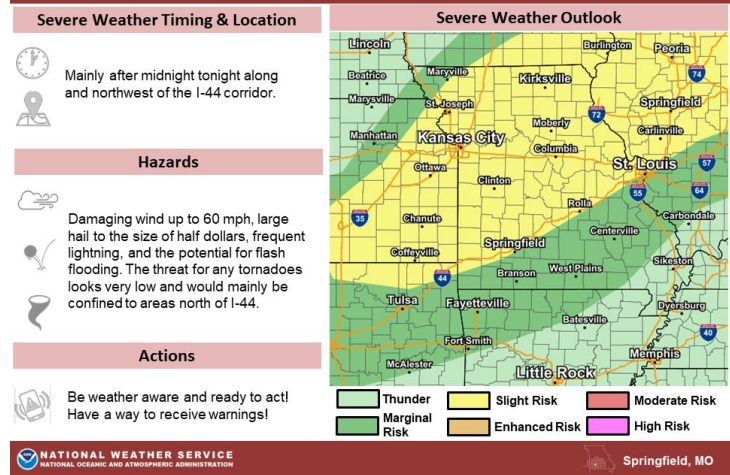 Severe Weather Timing & Location
Mainly after midnight tonight along
and northwest of the I-44 corridor.
Hazards
Damaging wind up to 60 mph, large
hail to the size of half dollars, frequent
lightning, and the potential for flash
flooding. The threat for any tornadoes
looks very low and would mainly be
confined to areas north of I-44.
Actions
Be weather aware and ready to act!
Have a way to receive warnings!
Severe Weather Outlook
Lincoln
Burlington
Peoria
Beatrice
Maryville
Kirksville
74
Marysville
St. Joseph
72
Springfield
Manhattan
Kansas City
Moberly
Carlinville
Columbia
Ottawa
St. Louis
57
Clinton
55
64
35
Chanute
Rolla
Carbondale
Springfield
Centerville
Coffeyville
44
Branson
West Plains
Sikeston
Tulsa
Fayetteville
Dyersburg
Batesville
40
Fort Smith
McAlester
Memphis
Little Rock
Thunder
Slight Risk
Moderate Risk
Marginal
Risk
Enhanced Risk
High Risk
NATIONAL WEATHER SERVICE
NATIONAL OCEANIC AND ATMOSPHERIC ADMINISTRATION
Springfield, MO